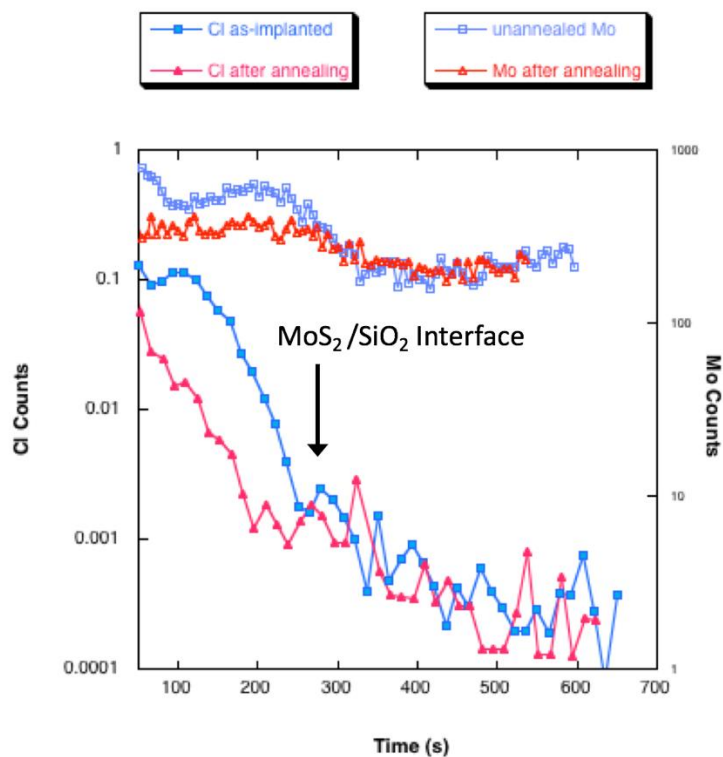 Cl as-implanted
Cl after annealing
unannealed Mo
Mo after annealing
1
0.1
0.01
0.001
0.0001
Cl Counts
1000
100
10
1
Mo Counts
MoS₂/SiO₂ Interface
100 200 300 400 500 600 700
Time (s)